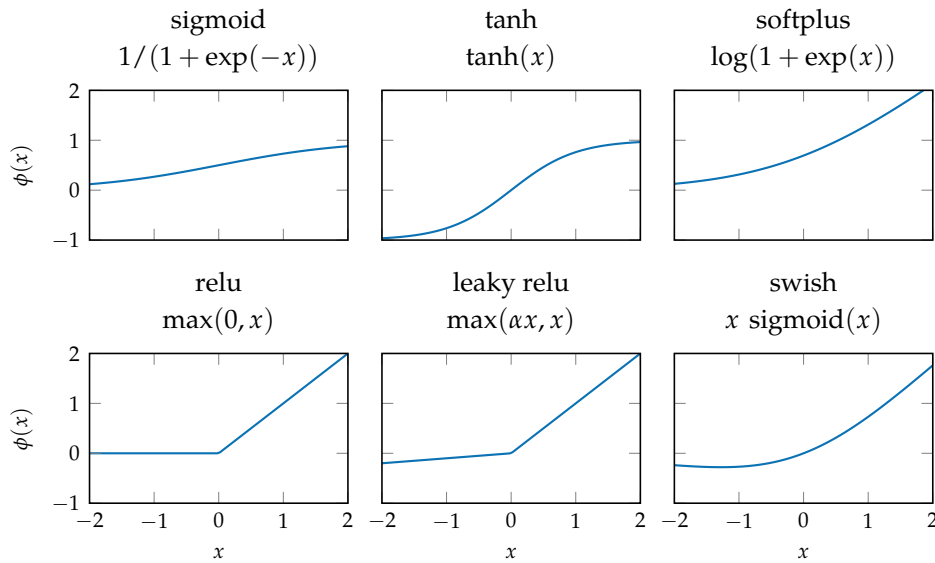 sigmoid
1/(1 + exp(−x))
tanh
tanh(x)
softplus
log(1 + exp(x))
2
1
0
−1
ϕ(x)
relu
max(0, x)
leaky relu
max(αx, x)
swish
x sigmoid(x)
2
1
0
−1
ϕ(x)
−2 −1 0 1 2
x
−2 −1 0 1 2
x
−2 −1 0 1 2
x